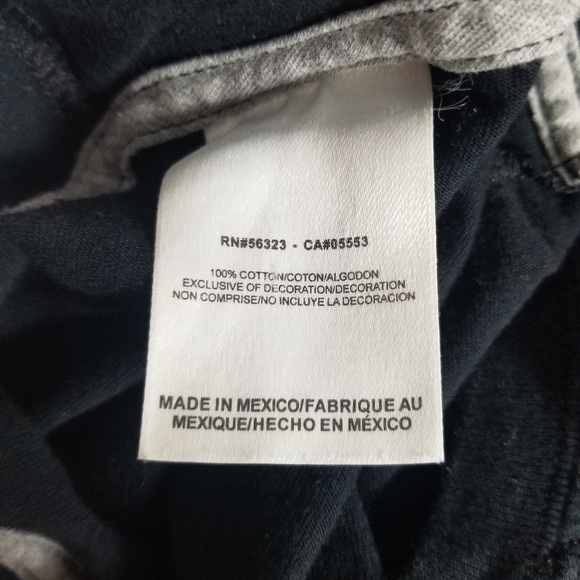 RN#56323 - CA#05553
100% COTTON/COTON/ALGODON
EXCLUSIVE OF DECORATION/DECORATION
NON COMPRISE/NO INCLUYE LA DECORACION
MADE IN MEXICO/FABRIQUE AU
MEXIQUE/HECHO EN MÉXICO